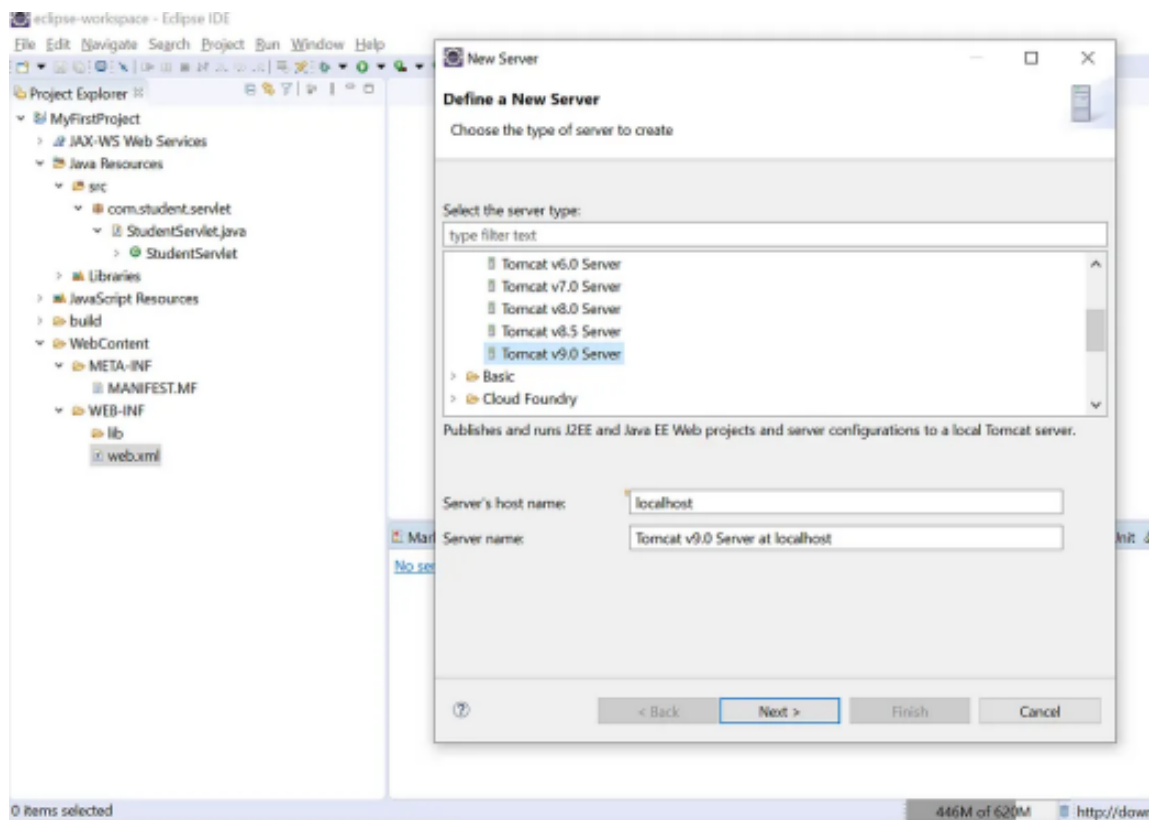 eclipse-workspace - Eclipse IDE
File Edit Navigate Search Project Run Window Help
Project Explorer
MyFirstProject
JAX-WS Web Services
Java Resources
src
com.student.servlet
StudentServlet.java
StudentServlet
Libraries
JavaScript Resources
build
WebContent
META-INF
MANIFEST.MF
WEB-INF
lib
web.xml
New Server
Define a New Server
Choose the type of server to create
Select the server type:
type filter text
Tomcat v6.0 Server
Tomcat v7.0 Server
Tomcat v8.0 Server
Tomcat v8.5 Server
Tomcat v9.0 Server
Basic
Cloud Foundry
Publishes and runs J2EE and Java EE Web projects and server configurations to a local Tomcat server.
Server's host name: localhost
Server name: Tomcat v9.0 Server at localhost
< Back Next > Finish Cancel
Mar
No ser
nit
0 items selected
446M of 620M
http://dow